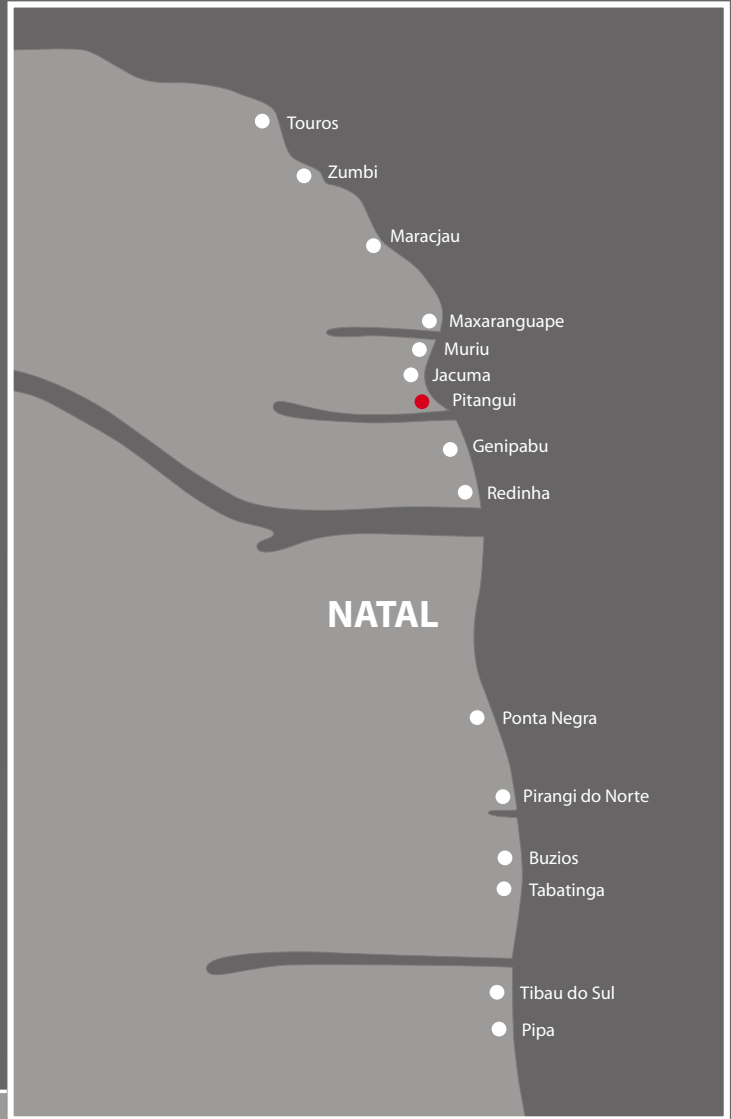 Touros
Zumbi
Maracjau
Maxaranguape
Muriu
Jacuma
Pitangui
Genipabu
Redinha
NATAL
Ponta Negra
Pirangi do Norte
Buzios
Tabatinga
Tibau do Sul
Pipa